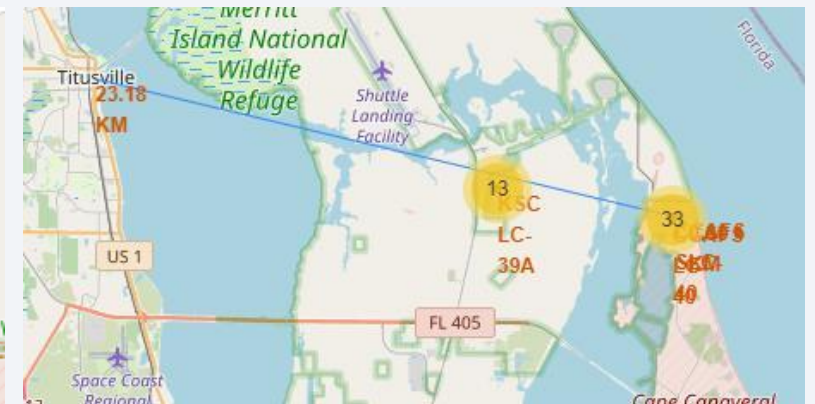 Merritt
Island National
Wildlife
Refuge
Florida
Titusville
23.18
KM
Shuttle
Landing
Facility
13
KSC
LC-
39A
33
40
US 1
FL 405
Space Coast
Regional
Cape Canaveral